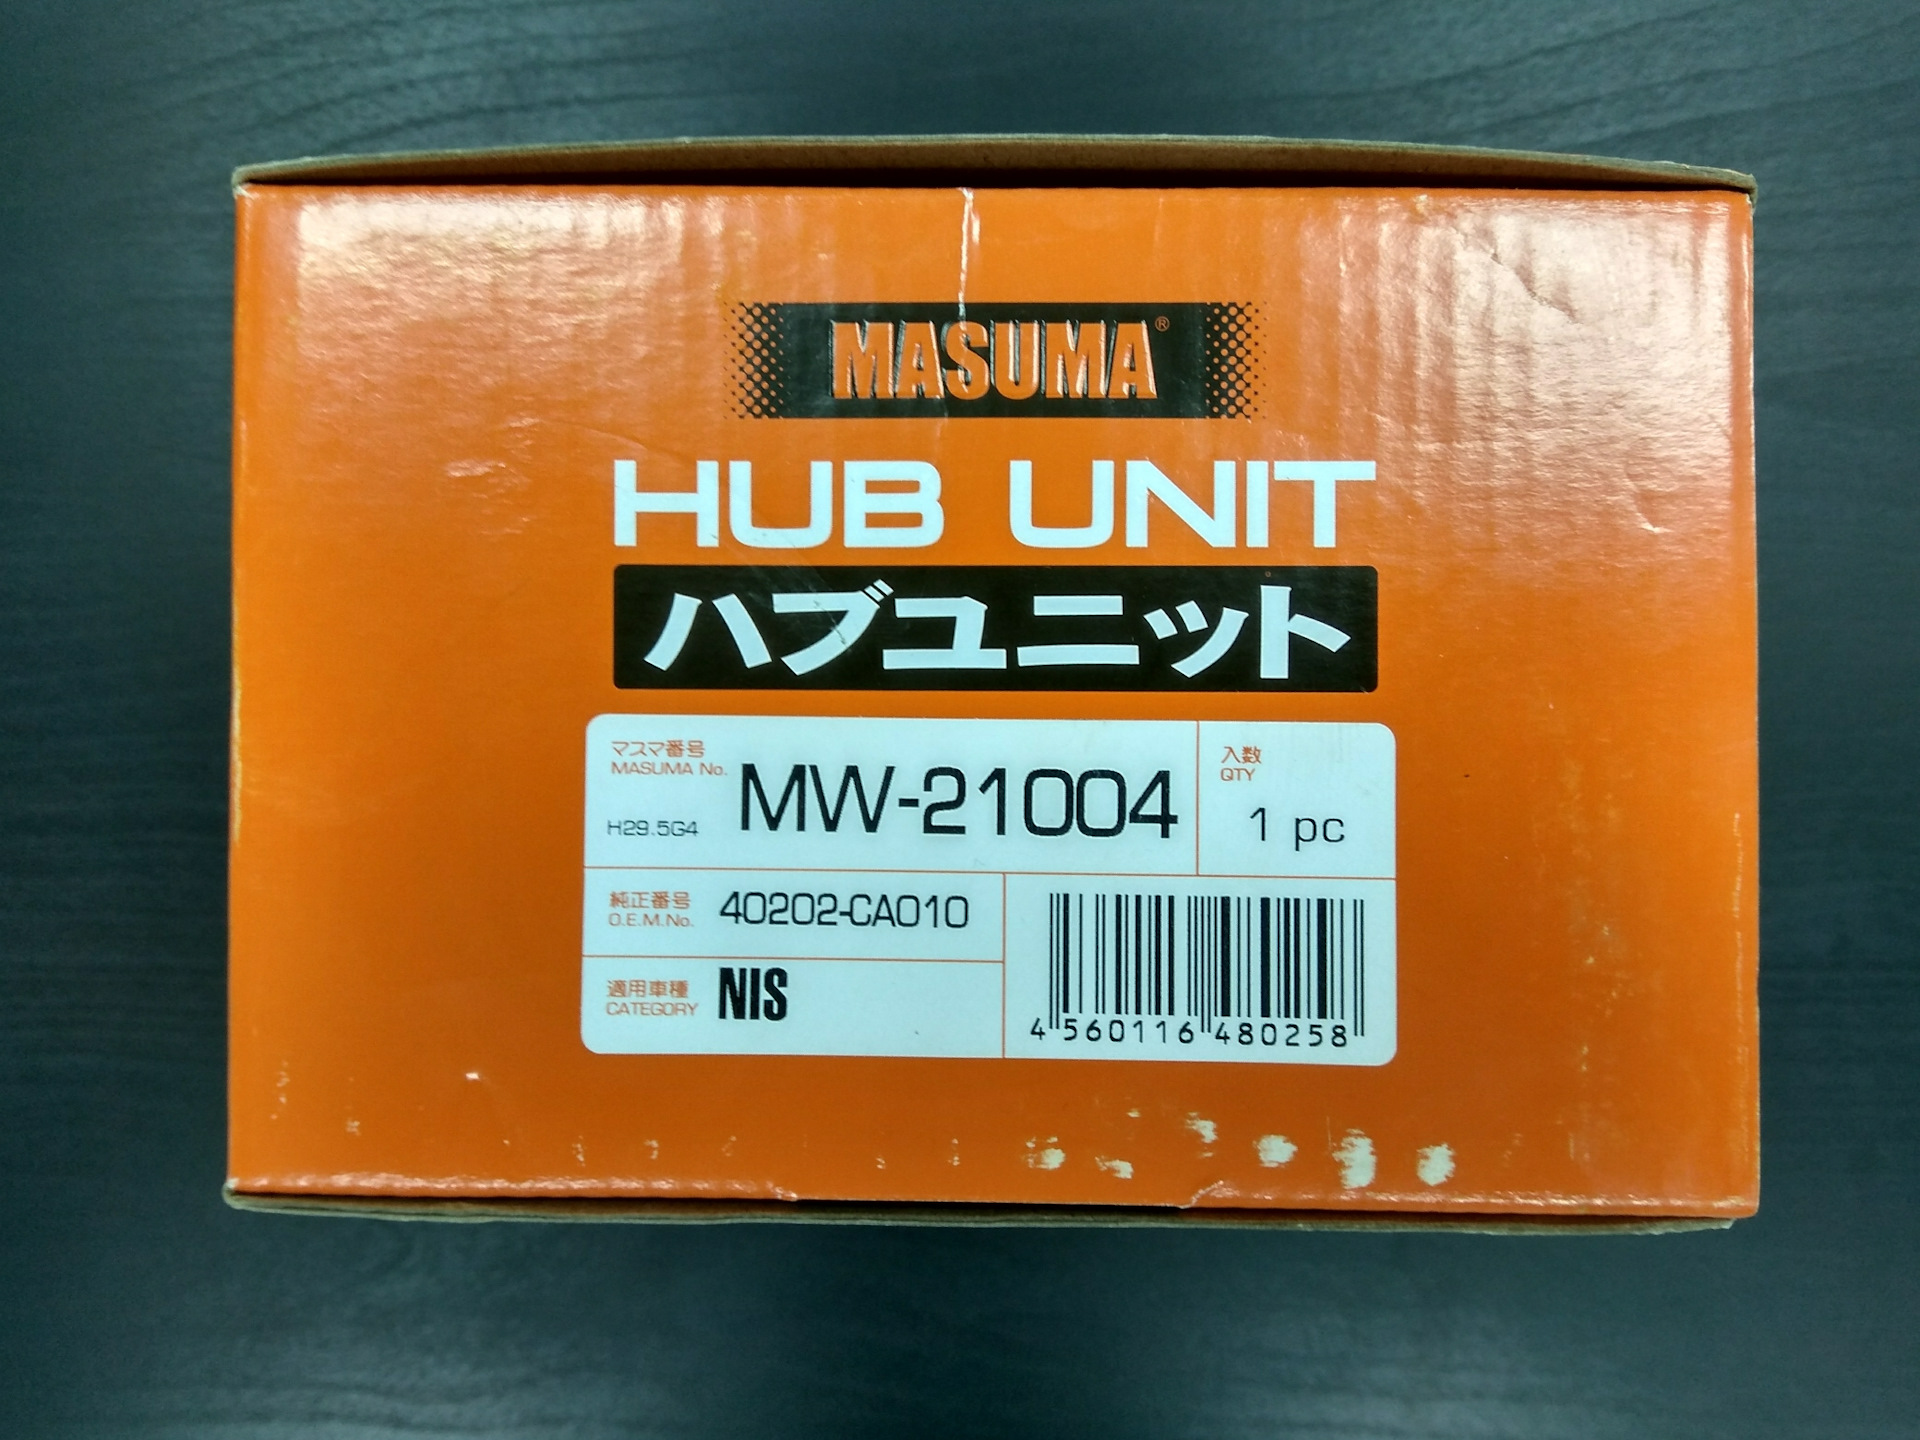 MASUMA®
HUB UNIT
ハブユニット
マスマ番号
MASUMA No.
MW-21004
H29.5G4
入数
QTY
1 pc
純正番号
O.E.M.No.
40202-CA010
適用車種
CATEGORY
NIS
4 560116 480258